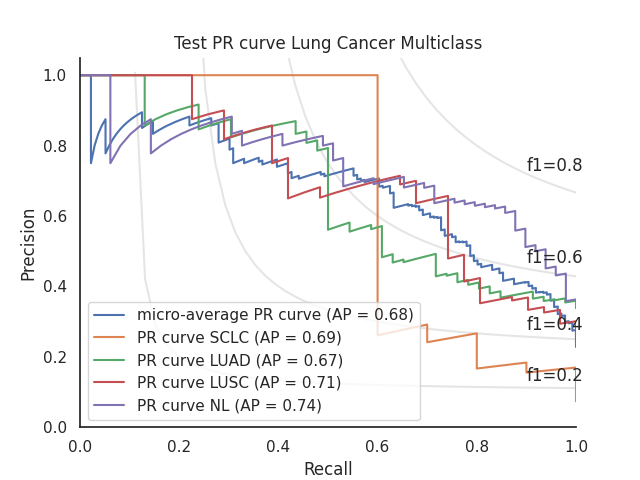 Test PR curve Lung Cancer Multiclass
1.0
0.8
0.6
0.4
0.2
0.0
Precision
f1=0.8
f1=0.6
f1=0.4
f1=0.2
micro-average PR curve (AP = 0.68)
PR curve SCLC (AP = 0.69)
PR curve LUAD (AP = 0.67)
PR curve LUSC (AP = 0.71)
PR curve NL (AP = 0.74)
0.0 0.2 0.4 0.6 0.8 1.0
Recall